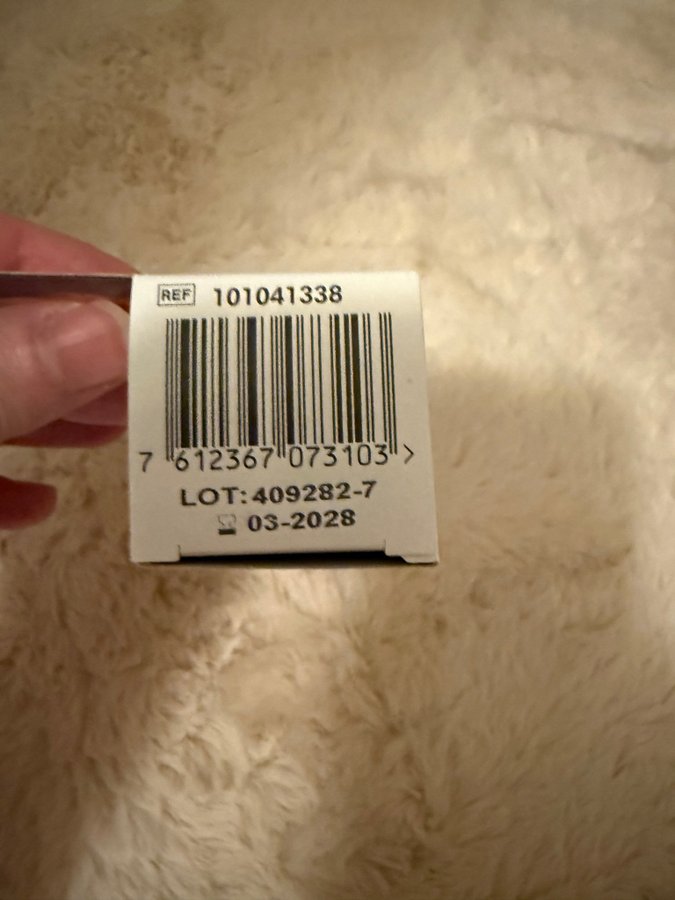 REF 101041338
7 612367 073103 >
LOT: 409282-7
03-2028